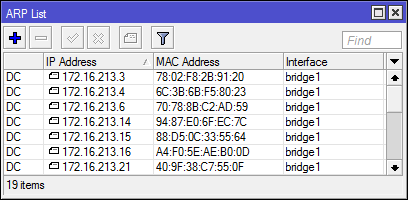 ARP List
Find
IP Address MAC Address Interface
DC 172.16.213.3 78:02:F8:2B:91:20 bridge1
DC 172.16.213.4 6C:3B:6B:F5:80:23 bridge1
DC 172.16.213.6 70:78:8B:C2:AD:59 bridge1
DC 172.16.213.14 94:87:E0:6F:EC:7C bridge1
DC 172.16.213.15 88:D5:0C:33:55:64 bridge1
DC 172.16.213.16 A4:F0:5E:AE:B0:0D bridge1
DC 172.16.213.21 40:9F:38:C7:55:0F bridge1
19 items